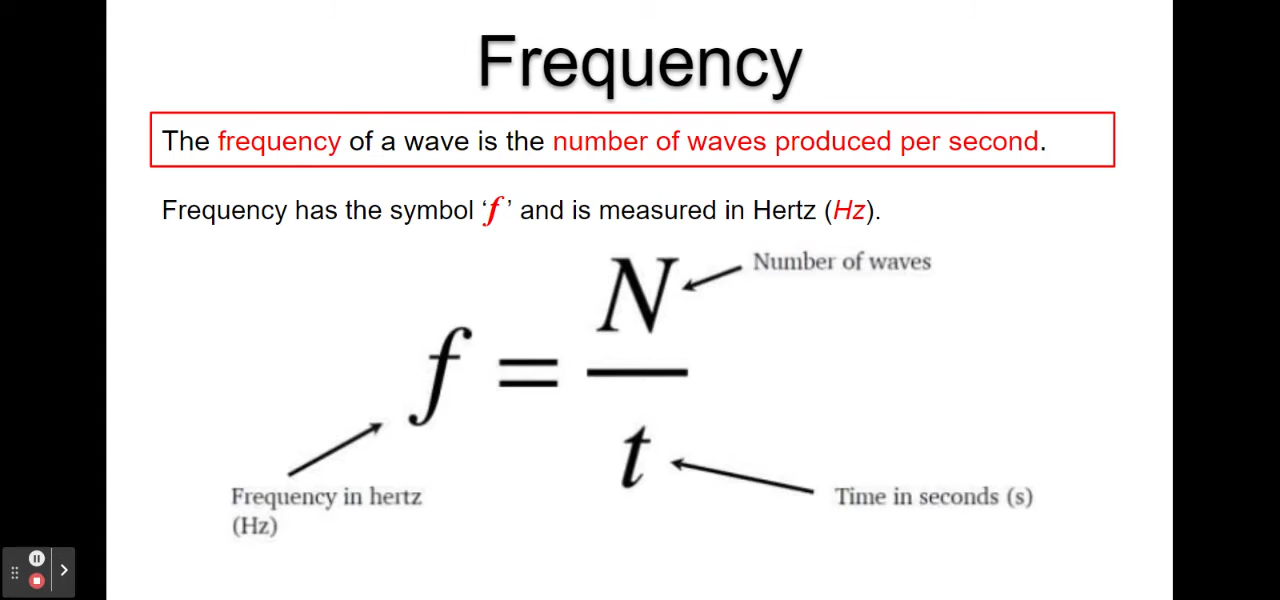 Frequency
The frequency of a wave is the number of waves produced per second.
Frequency has the symbol ‘f’ and is measured in Hertz (Hz).
Number of waves
f = N
t
Frequency in hertz
(Hz)
Time in seconds (s)